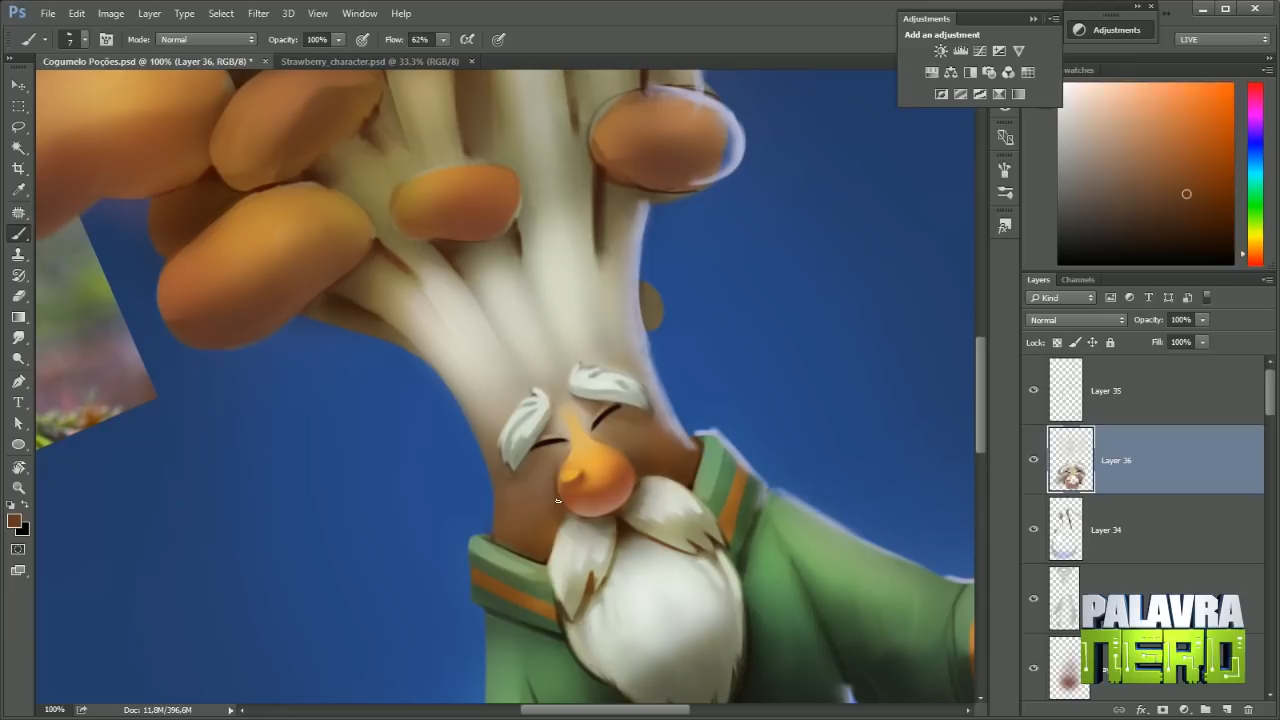 Ps File Edit Image Layer Type Select Filter 3D View Window Help
7 Mode: Normal Opacity: 100% Flow: 62%
Cogumelo Poções.psd @ 100% (Layer 36, RGB/8) * × Strawberry_character.psd @ 33,3% (RGB/8) ×
Adjustments
Add an adjustment
Adjustments
LIVE
watches
Layers Channels
Kind
Normal Opacity: 100%
Lock: Fill: 100%
Layer 35
Layer 36
Layer 34
PALAVRA
NERD
100% Doc: 11,8M/396,6M
fx